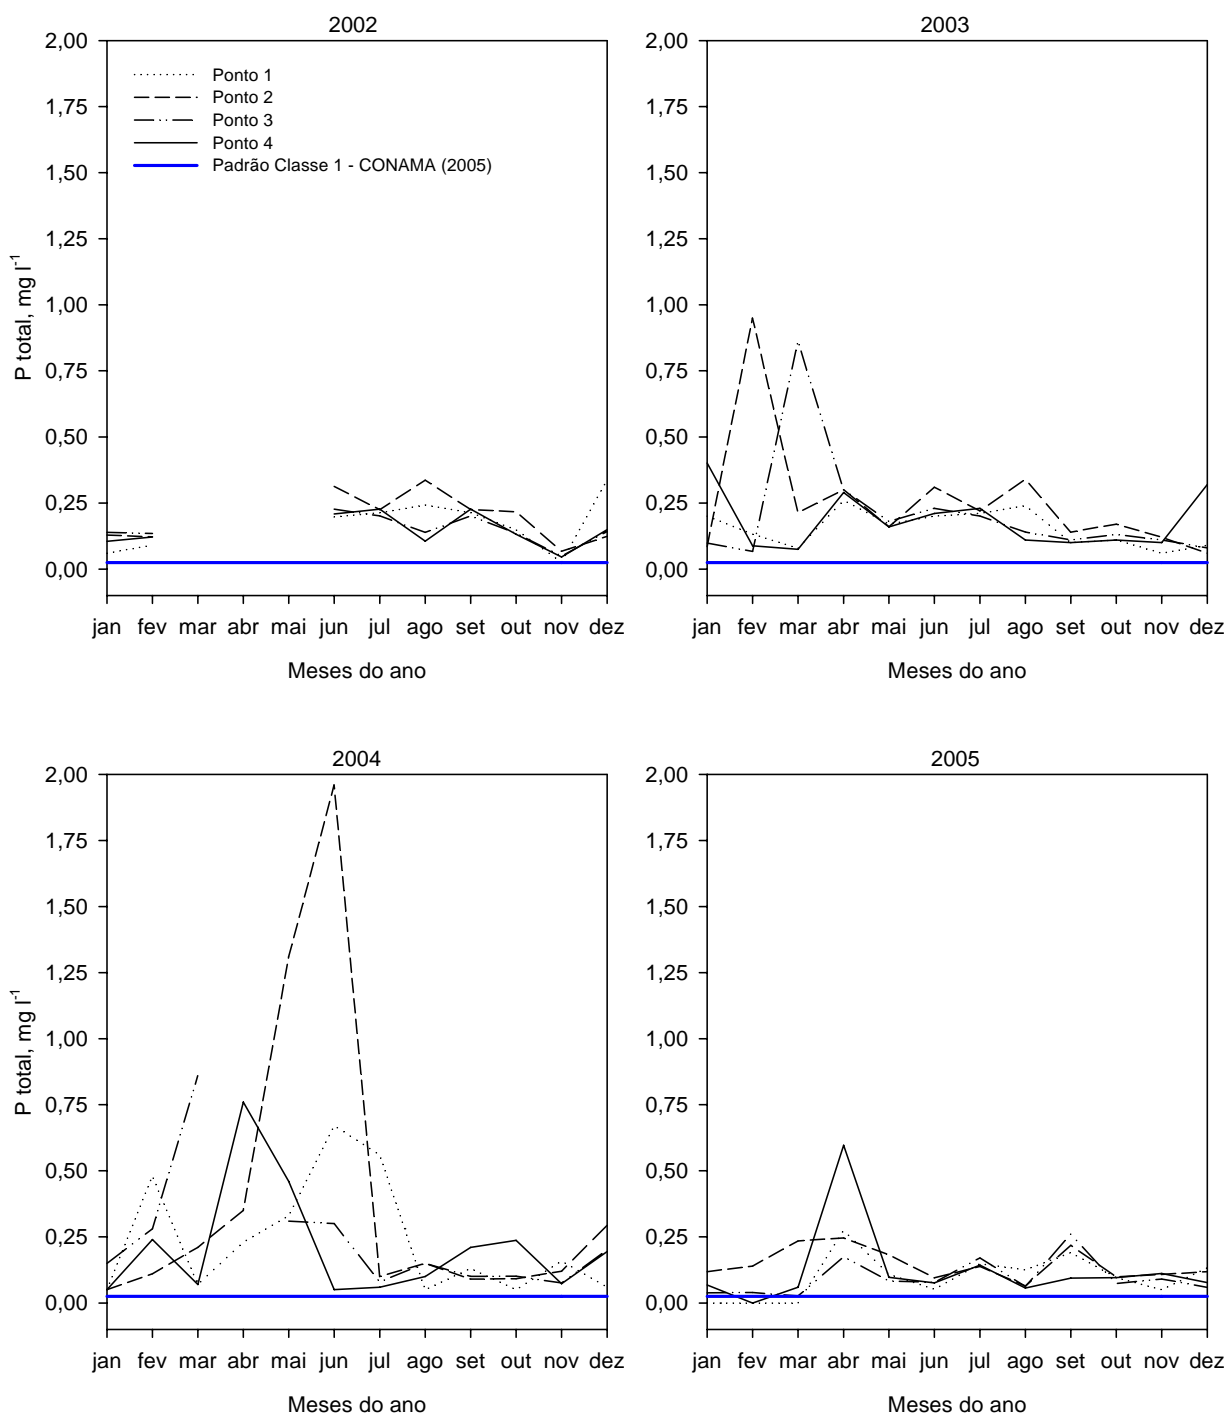 2002
2,00
1,75
1,50
1,25
1,00
0,75
0,50
0,25
0,00
P total, mg l-1
Ponto 1
Ponto 2
Ponto 3
Ponto 4
Padrão Classe 1 - CONAMA (2005)
jan fev mar abr mai jun jul ago set out nov dez
Meses do ano
2003
2,00
1,75
1,50
1,25
1,00
0,75
0,50
0,25
0,00
jan fev mar abr mai jun jul ago set out nov dez
Meses do ano
2004
2,00
1,75
1,50
1,25
1,00
0,75
0,50
0,25
0,00
P total, mg l-1
jan fev mar abr mai jun jul ago set out nov dez
Meses do ano
2005
2,00
1,75
1,50
1,25
1,00
0,75
0,50
0,25
0,00
jan fev mar abr mai jun jul ago set out nov dez
Meses do ano